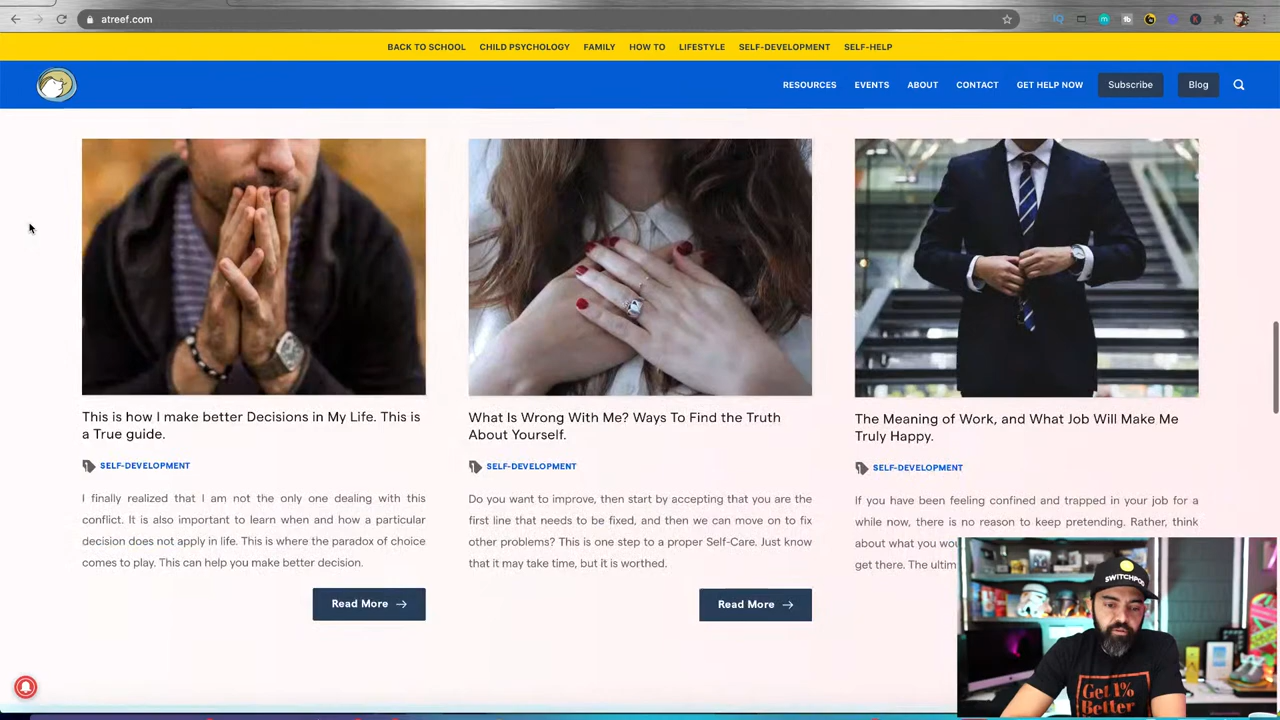 atreef.com
BACK TO SCHOOL CHILD PSYCHOLOGY FAMILY HOW TO LIFESTYLE SELF-DEVELOPMENT SELF-HELP
RESOURCES EVENTS ABOUT CONTACT GET HELP NOW Subscribe Blog
This is how I make better Decisions in My Life. This is
a True guide.
SELF-DEVELOPMENT
I finally realized that I am not the only one dealing with this
conflict. It is also important to learn when and how a particular
decision does not apply in life. This is where the paradox of choice
comes to play. This can help you make better decision.
Read More
What Is Wrong With Me? Ways To Find the Truth
About Yourself.
SELF-DEVELOPMENT
Do you want to improve, then start by accepting that you are the
first line that needs to be fixed, and then we can move on to fix
other problems? This is one step to a proper Self-Care. Just know
that it may take time, but it is worthed.
Read More
The Meaning of Work, and What Job Will Make Me
Truly Happy.
SELF-DEVELOPMENT
If you have been feeling confined and trapped in your job for a
while now, there is no reason to keep pretending. Rather, think
about what you
get there. The
SWITCHPOD
Get 1%
Better